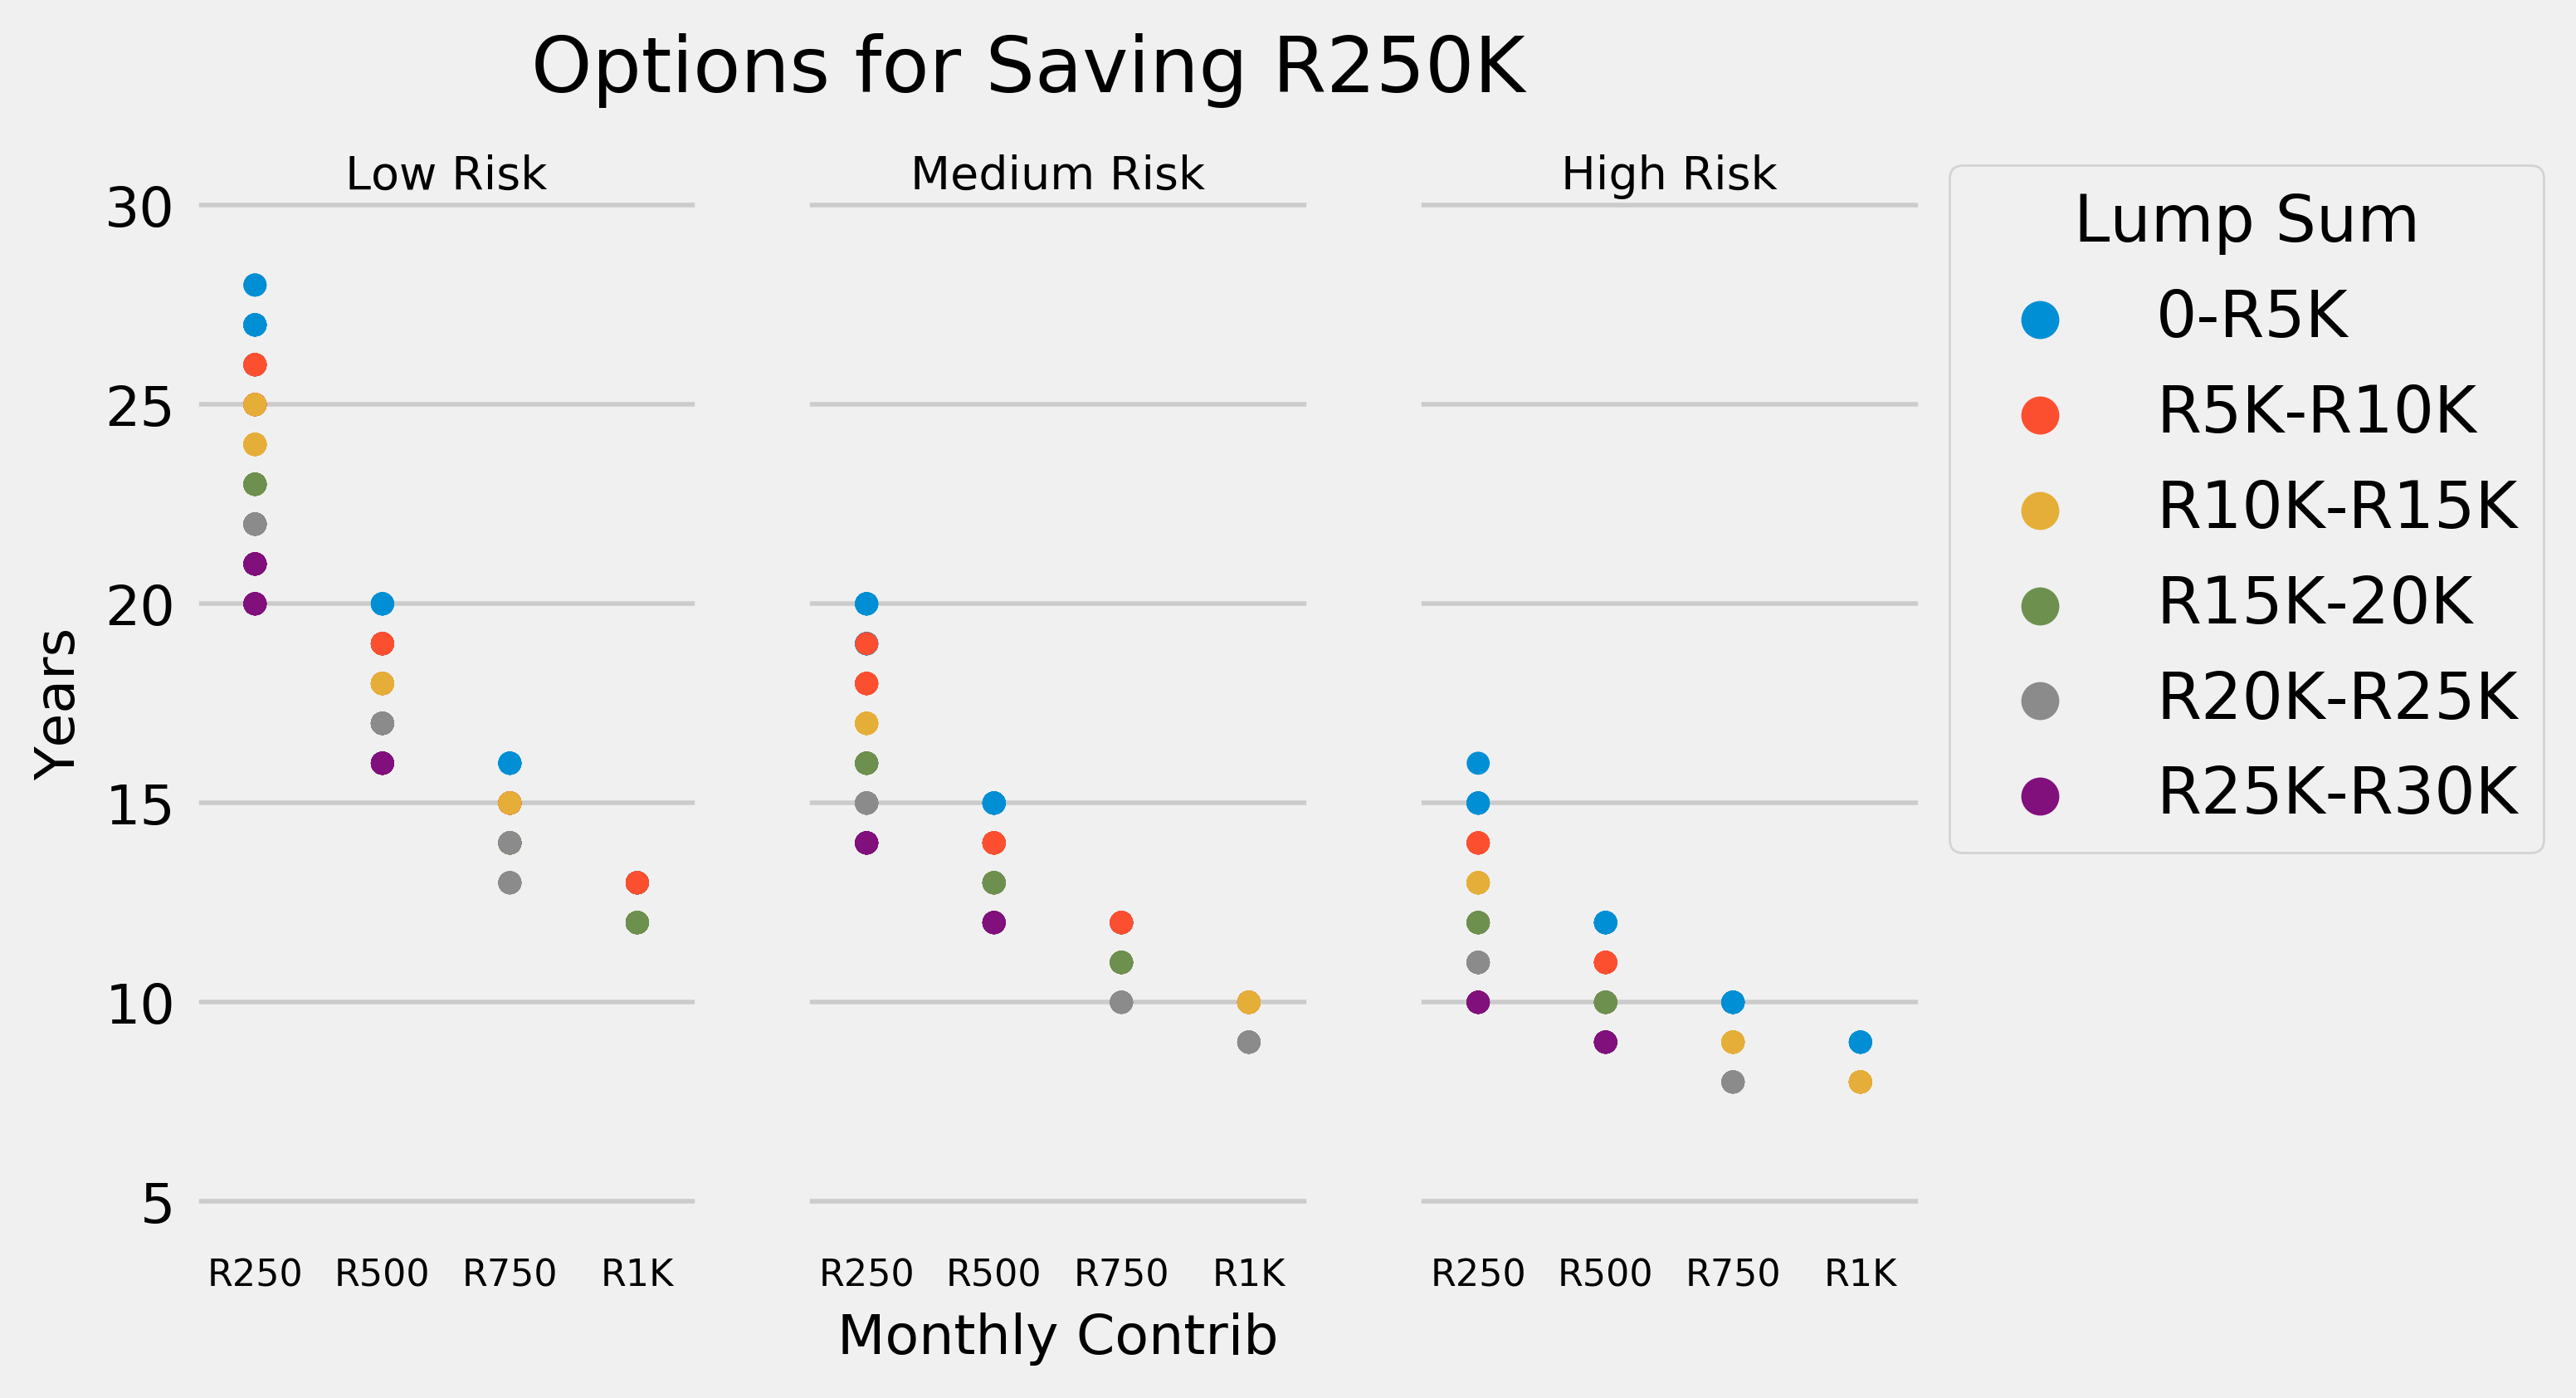 Options for Saving R250K
Low Risk
Medium Risk
High Risk
30
25
20
15
10
5
Years
R250 R500 R750 R1K
R250 R500 R750 R1K
R250 R500 R750 R1K
Monthly Contrib
Lump Sum
0-R5K
R5K-R10K
R10K-R15K
R15K-20K
R20K-R25K
R25K-R30K